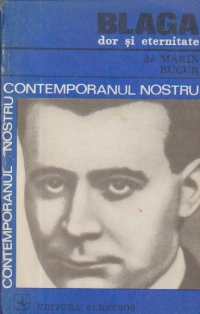 BLAGA
dor și eternitate
de MARIN
BUCUR
CONTEMPORANUL NOSTRU
CONTEMPORANUL NOSTRU
EDITURA ALBATROS